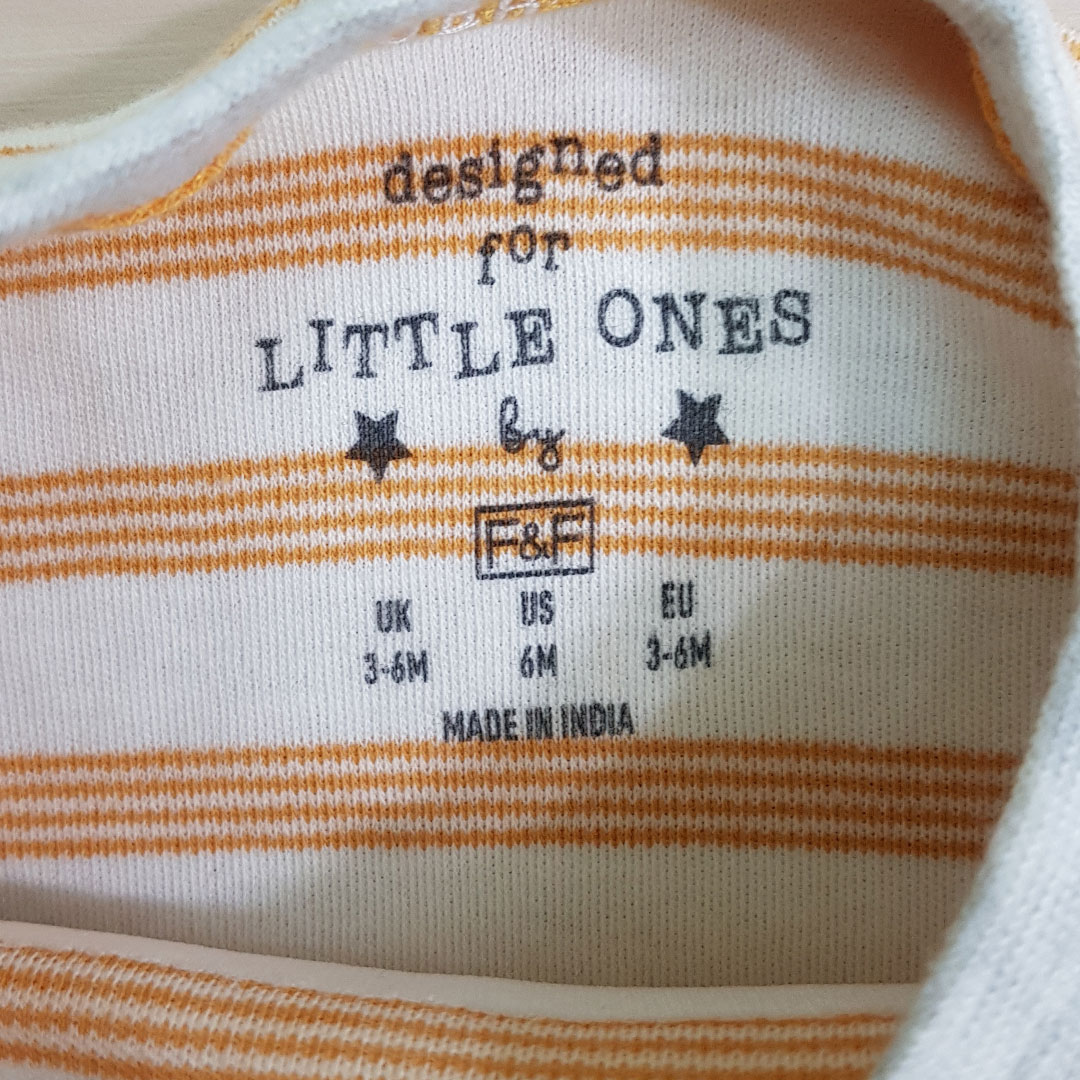 designed
for
LITTLE ONES
by
F&F
UK US EU
3-6M 6M 3-6M
MADE IN INDIA